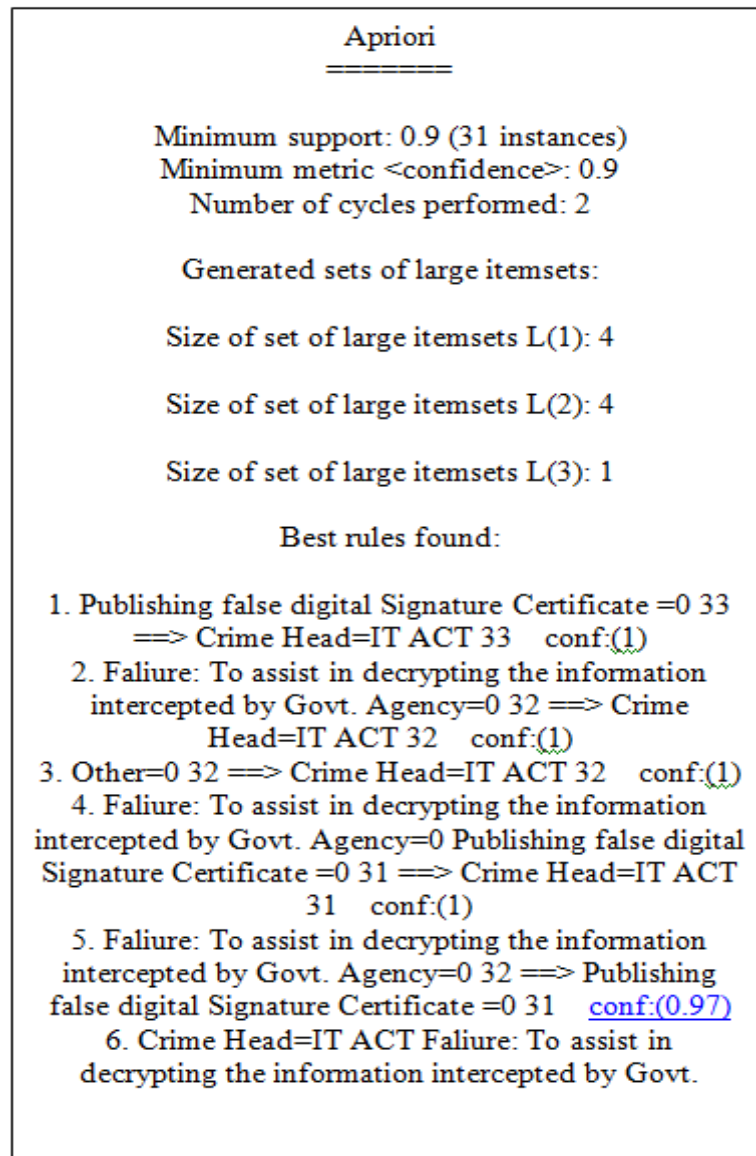 Apriori
=======
Minimum support: 0.9 (31 instances)
Minimum metric <confidence>: 0.9
Number of cycles performed: 2
Generated sets of large itemsets:
Size of set of large itemsets L(1): 4
Size of set of large itemsets L(2): 4
Size of set of large itemsets L(3): 1
Best rules found:
1. Publishing false digital Signature Certificate =0 33
==> Crime Head=IT ACT 33    conf:(1)
2. Faliure: To assist in decrypting the information
intercepted by Govt. Agency=0 32 ==> Crime
Head=IT ACT 32    conf:(1)
3. Other=0 32 ==> Crime Head=IT ACT 32    conf:(1)
4. Faliure: To assist in decrypting the information
intercepted by Govt. Agency=0 Publishing false digital
Signature Certificate =0 31 ==> Crime Head=IT ACT
31    conf:(1)
5. Faliure: To assist in decrypting the information
intercepted by Govt. Agency=0 32 ==> Publishing
false digital Signature Certificate =0 31    conf:(0.97)
6. Crime Head=IT ACT Faliure: To assist in
decrypting the information intercepted by Govt.